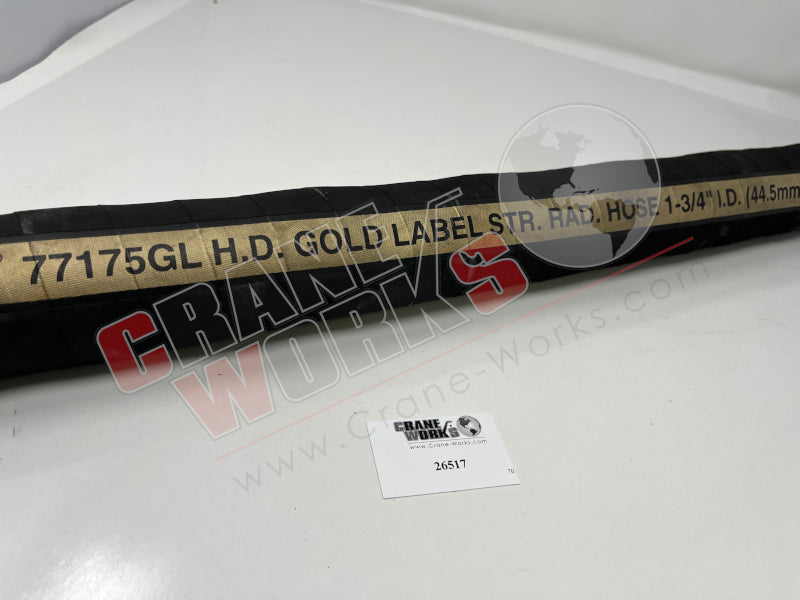 77175GL H.D. GOLD LABEL STR. RAD. HOSE 1-3/4" I.D. (44.5mm
CRANE
WORKS
www.Crane-Works.com
CRANE
WORKS
www.Crane-Works.com
26517
70